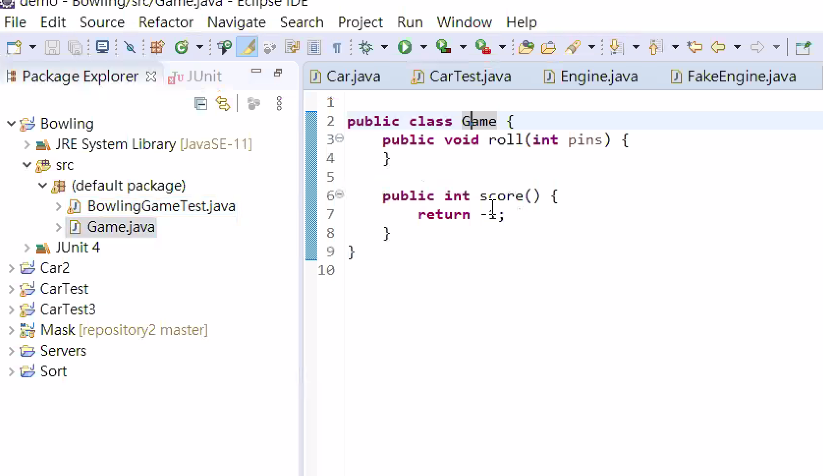 demo - Bowling/src/Game.java - Eclipse IDE
File Edit Source Refactor Navigate Search Project Run Window Help
Package Explorer JUnit
Car.java CarTest.java Engine.java FakeEngine.java
Bowling
JRE System Library [JavaSE-11]
src
(default package)
BowlingGameTest.java
Game.java
JUnit 4
Car2
CarTest
CarTest3
Mask [repository2 master]
Servers
Sort
1
2 public class Game {
3 public void roll(int pins) {
4 }
5
6 public int score() {
7 return -1;
8 }
9 }
10